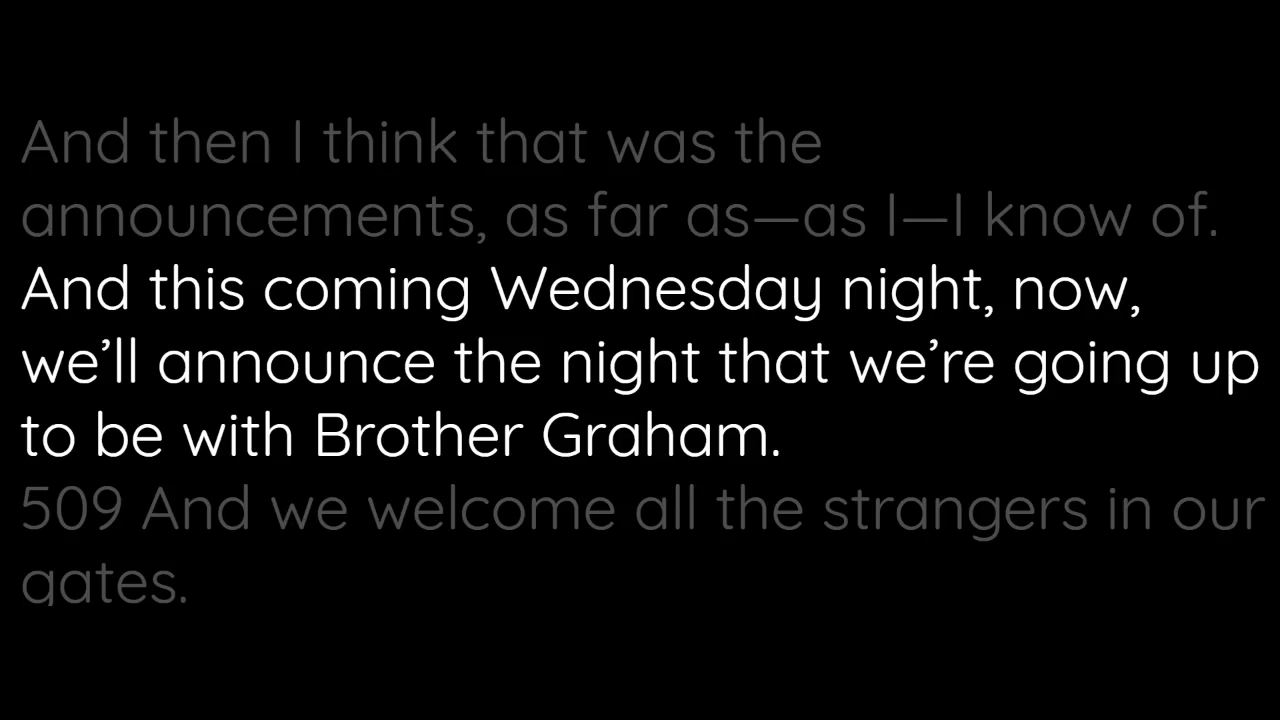 And then I think that was the
announcements, as far as—as I—I know of.
And this coming Wednesday night, now,
we’ll announce the night that we’re going up
to be with Brother Graham.
509 And we welcome all the strangers in our
gates.